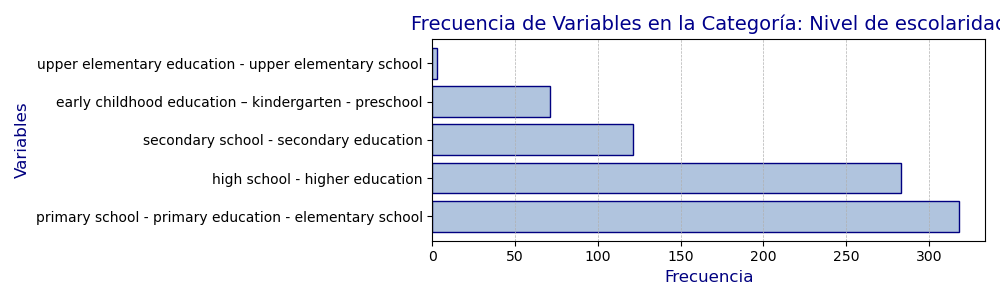 Frecuencia de Variables en la Categoría: Nivel de escolaridad
upper elementary education - upper elementary school
early childhood education – kindergarten - preschool
secondary school - secondary education
high school - higher education
primary school - primary education - elementary school
Variables
0 50 100 150 200 250 300
Frecuencia